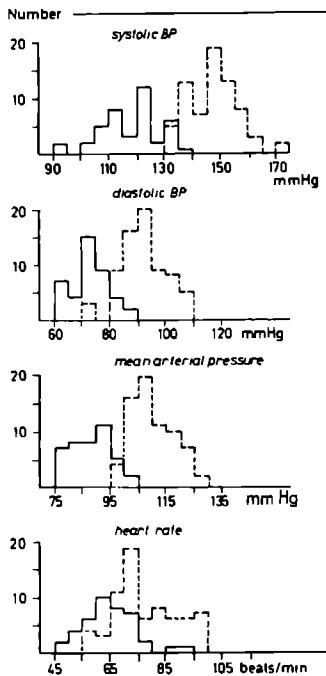 Number
systolic BP
20
10
90 110 130 150 170
mmHg
diastolic BP
20
10
60 80 100 120 mmHg
mean arterial pressure
20
10
75 95 115 135 mm Hg
heart rate
20
10
45 65 85 105 beats/min